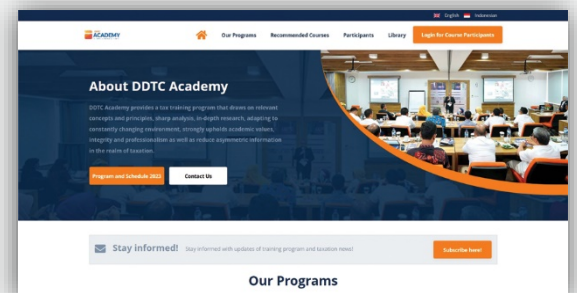 English Indonesian
ACADEMY
Our Programs Recommended Courses Participants Library Login for Course Participants
About DDTC Academy
DDTC Academy provides a tax training program that draws on relevant
concepts and principles, sharp analysis, in-depth research, adapting to
constantly changing environment, strongly upholds academic values,
integrity and professionalism as well as reduce asymmetric information
in the realm of taxation.
Program and Schedule 2023 Contact Us
Stay informed! Stay informed with updates of training program and taxation news! Subscribe here!
Our Programs